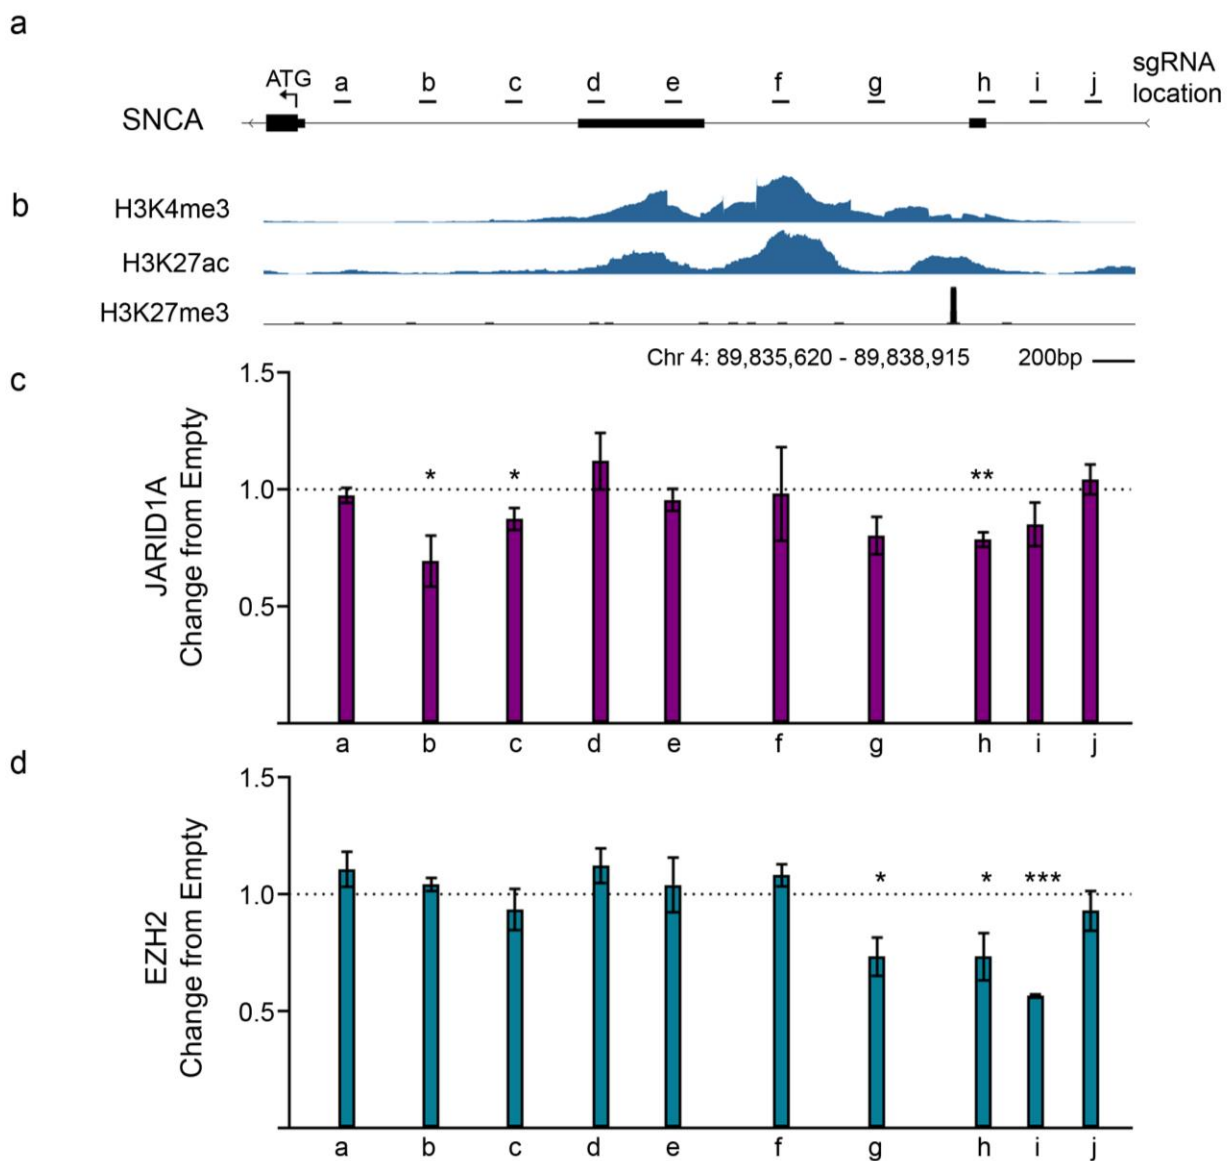 a
ATG a b c d e f g h i j sgRNA location
SNCA
b
H3K4me3
H3K27ac
H3K27me3
Chr 4: 89,835,620 - 89,838,915 200bp
c
JARID1A
Change from Empty
1.5
1.0
0.5
* * **
a b c d e f g h i j
d
EZH2
Change from Empty
1.5
1.0
0.5
* * ***
a b c d e f g h i j